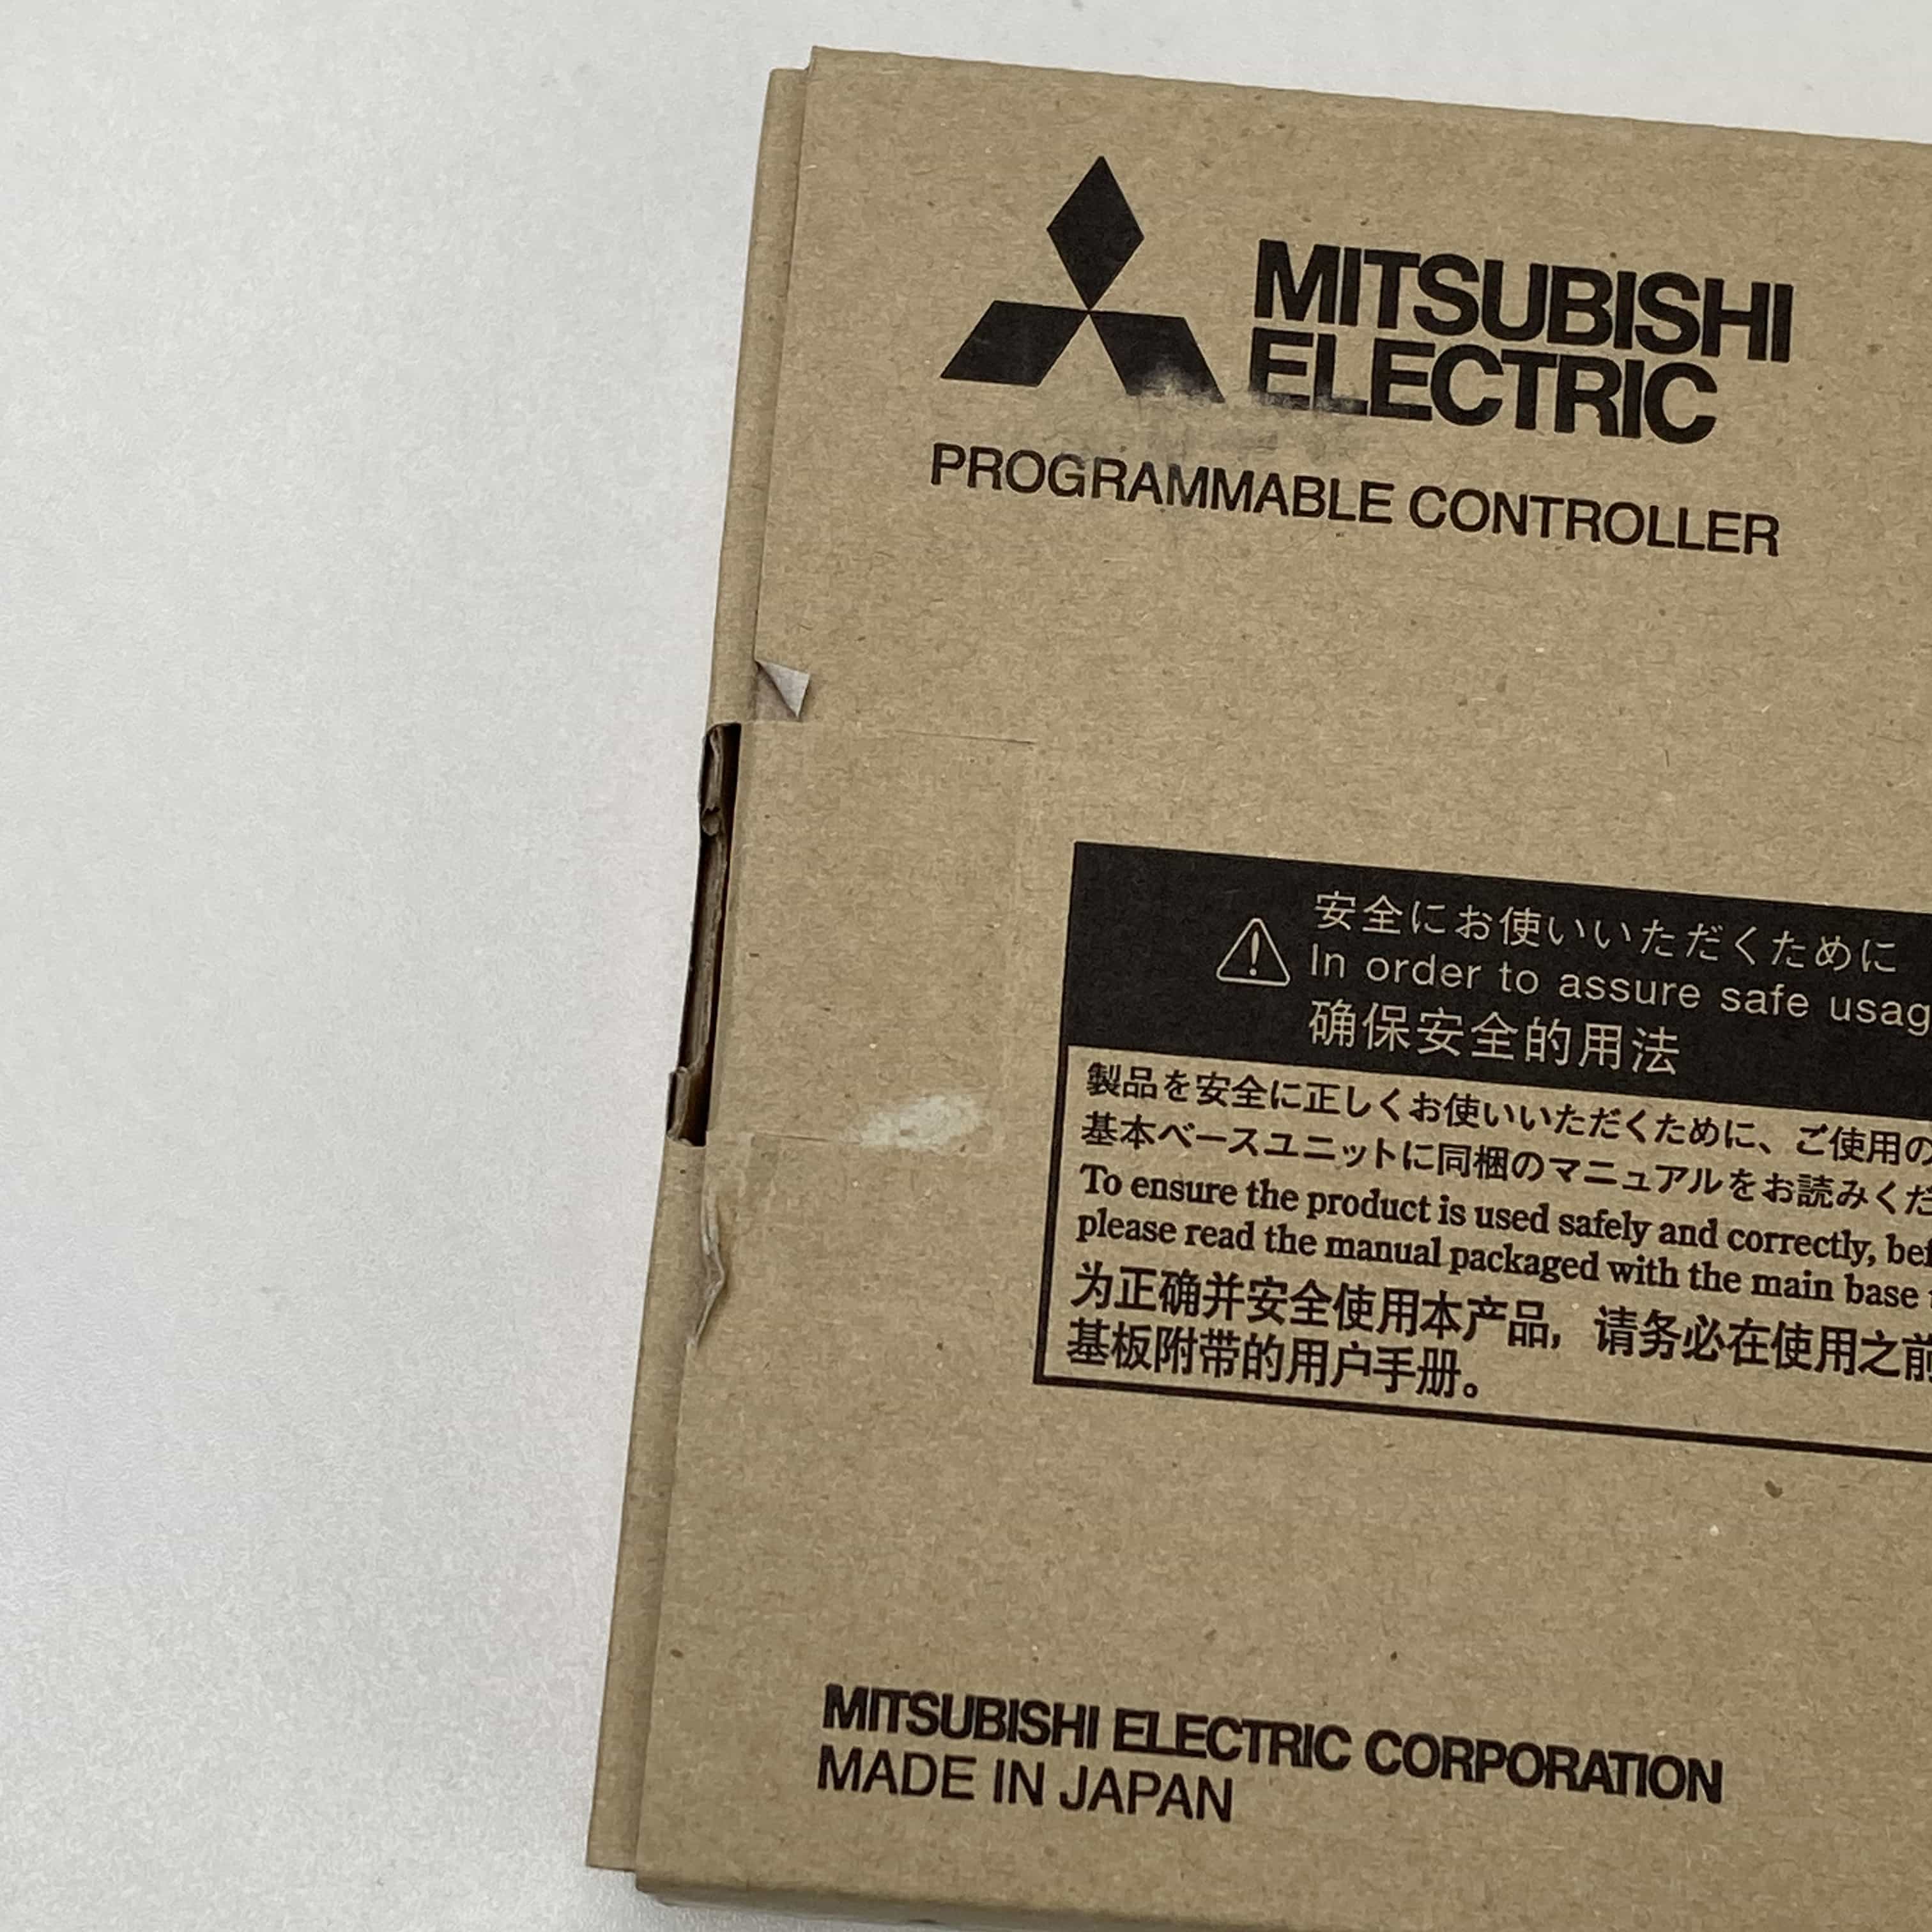 MITSUBISHI
ELECTRIC
PROGRAMMABLE CONTROLLER
安全にお使いいただくために
In order to assure safe usag
确保安全的用法
製品を安全に正しくお使いいただくために、ご使用の
基本ベースユニットに同梱のマニュアルをお読みくだ
To ensure the product is used safely and correctly, bef
please read the manual packaged with the main base
为正确并安全使用本产品，请务必在使用之前
基板附带的用户手册。
MITSUBISHI ELECTRIC CORPORATION
MADE IN JAPAN